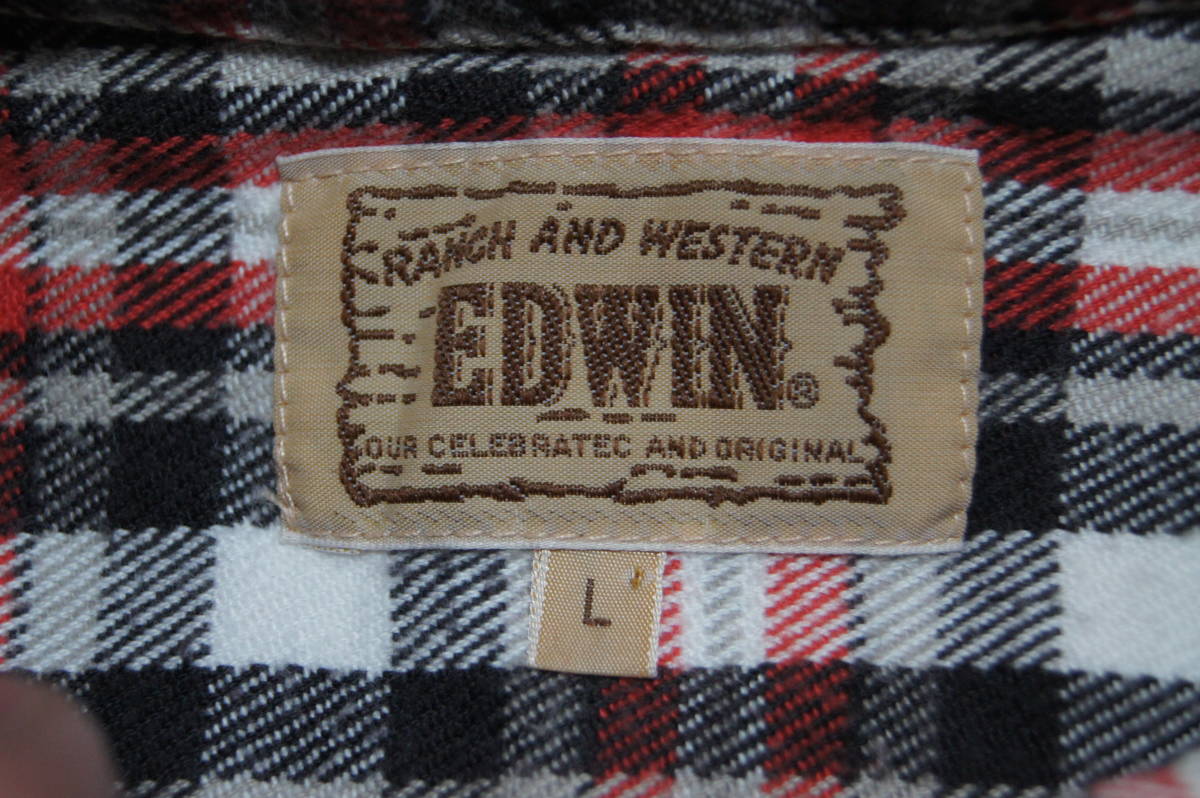 RANCH AND WESTERN
EDWIN®
OUR CELEBRATEC AND ORIGINAL
L